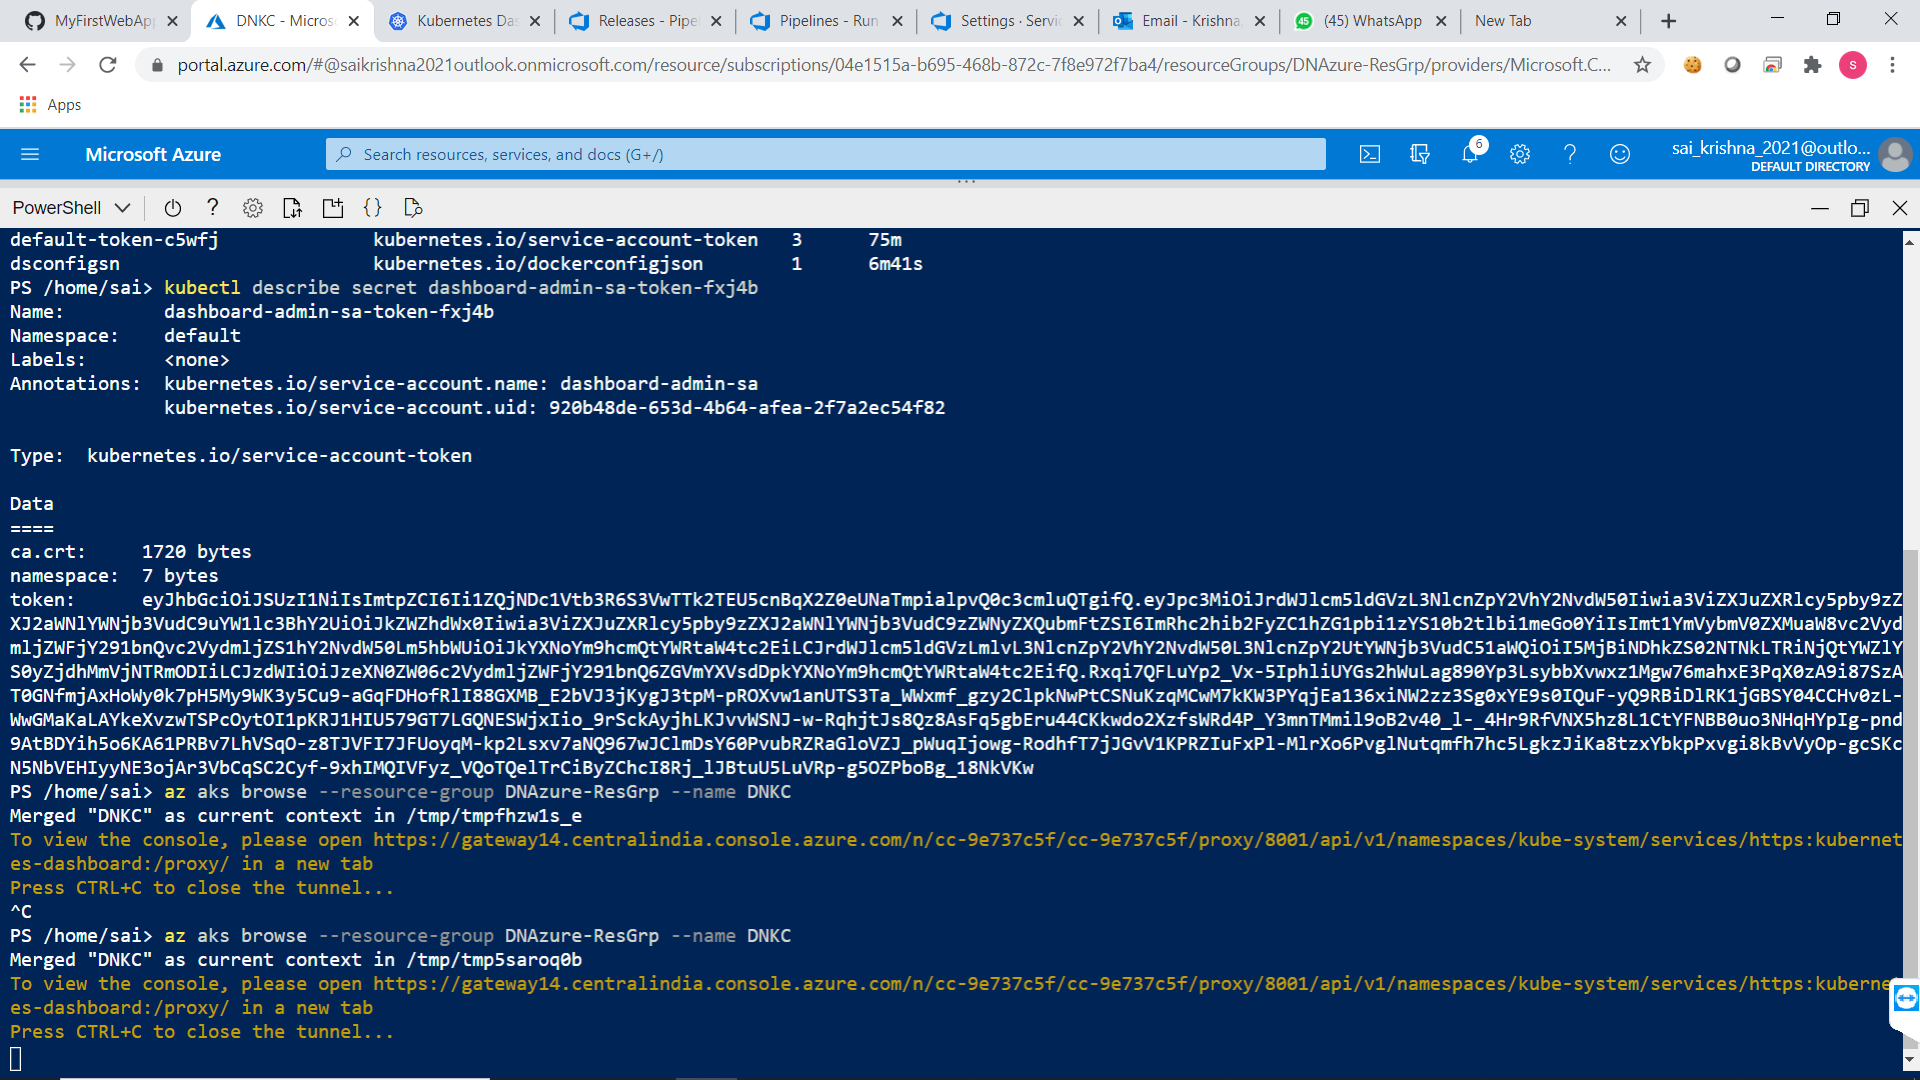 MyFirstWebApp
DNKC - Micros
Kubernetes Das
Releases - Pipel
Pipelines - Run
Settings · Servic
Email - Krishna,
45
(45) WhatsApp
New Tab
portal.azure.com/#@saikrishna2021outlook.onmicrosoft.com/resource/subscriptions/04e1515a-b695-468b-872c-7f8e972f7ba4/resourceGroups/DNAzure-ResGrp/providers/Microsoft.C...
S
Apps
Microsoft Azure
Search resources, services, and docs (G+/)
6
sai_krishna_2021@outlo...
DEFAULT DIRECTORY
PowerShell
default-token-c5wfj kubernetes.io/service-account-token 3 75m
dsconfigsn kubernetes.io/dockerconfigjson 1 6m41s
PS /home/sai> kubectl describe secret dashboard-admin-sa-token-fxj4b
Name: dashboard-admin-sa-token-fxj4b
Namespace: default
Labels: <none>
Annotations: kubernetes.io/service-account.name: dashboard-admin-sa
kubernetes.io/service-account.uid: 920b48de-653d-4b64-afea-2f7a2ec54f82
Type: kubernetes.io/service-account-token
Data
====
ca.crt: 1720 bytes
namespace: 7 bytes
token:
PS /home/sai> az aks browse --resource-group DNAzure-ResGrp --name DNKC
Merged "DNKC" as current context in /tmp/tmpfhzw1s_e
To view the console, please open https://gateway14.centralindia.console.azure.com/n/cc-9e737c5f/cc-9e737c5f/proxy/8001/api/v1/namespaces/kube-system/services/https:kubernet
es-dashboard:/proxy/ in a new tab
Press CTRL+C to close the tunnel...
^C
PS /home/sai> az aks browse --resource-group DNAzure-ResGrp --name DNKC
Merged "DNKC" as current context in /tmp/tmp5saroq0b
To view the console, please open https://gateway14.centralindia.console.azure.com/n/cc-9e737c5f/cc-9e737c5f/proxy/8001/api/v1/namespaces/kube-system/services/https:kuberne
es-dashboard:/proxy/ in a new tab
Press CTRL+C to close the tunnel...